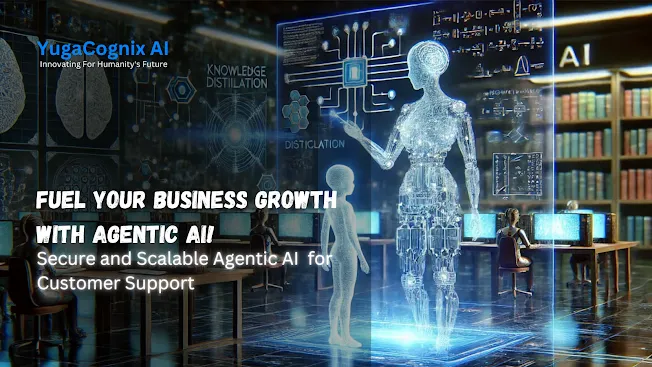 YugaCognix AI
Innovating For Humanity's Future
KNOWLEDGE
DISTILLATION
AI
DISTICLATION
FUEL YOUR BUSINESS GROWTH
WITH AGENTIC AI!
Secure and Scalable Agentic AI for
Customer Support